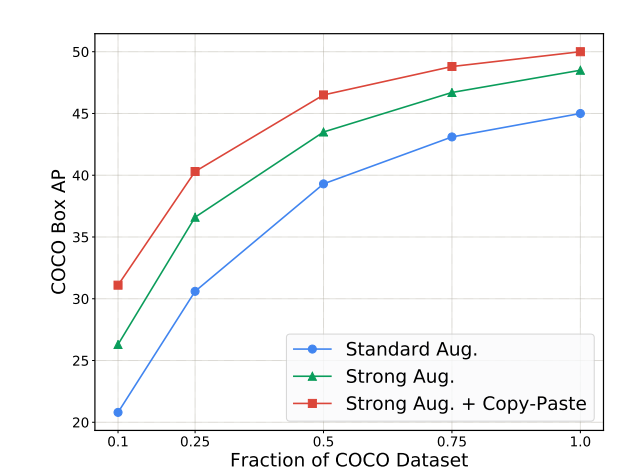 50
45
40
35
30
25
20
COCO Box AP
Standard Aug.
Strong Aug.
Strong Aug. + Copy-Paste
0.1 0.25 0.5 0.75 1.0
Fraction of COCO Dataset